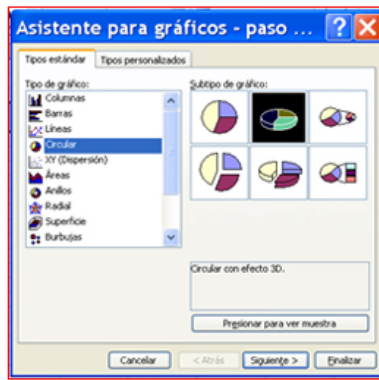 Asistente para gráficos - paso ...
Tipos estándar
Tipos personalizados
Tipo de gráfico:
Subtipo de gráfico:
Columnas
Barras
Líneas
Circular
XY (Dispersión)
Áreas
Anillos
Radial
Superficie
Burbujas
Circular con efecto 3D.
Presionar para ver muestra
Cancelar
< Atrás
Siguiente >
Finalizar